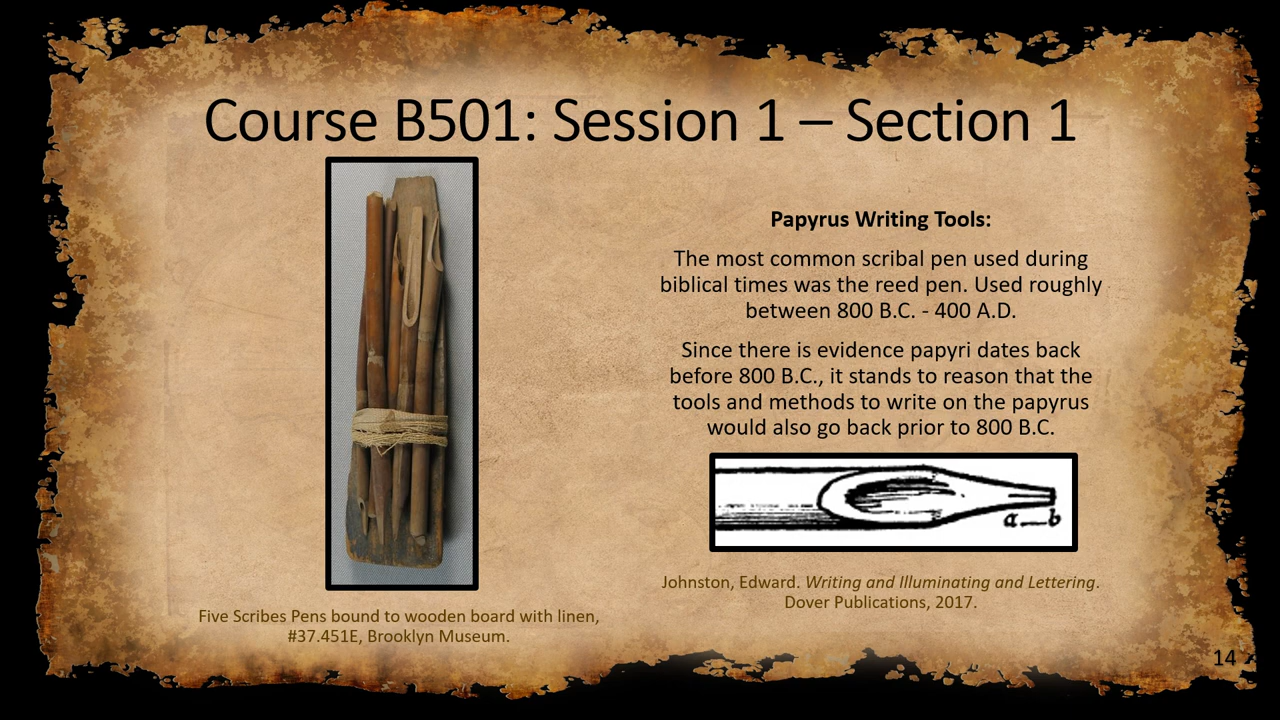 Course B501: Session 1 – Section 1
Papyrus Writing Tools:
The most common scribal pen used during
biblical times was the reed pen. Used roughly
between 800 B.C. - 400 A.D.
Since there is evidence papyri dates back
before 800 B.C., it stands to reason that the
tools and methods to write on the papyrus
would also go back prior to 800 B.C.
a b
Johnston, Edward. Writing and Illuminating and Lettering.
Dover Publications, 2017.
Five Scribes Pens bound to wooden board with linen,
#37.451E, Brooklyn Museum.
14